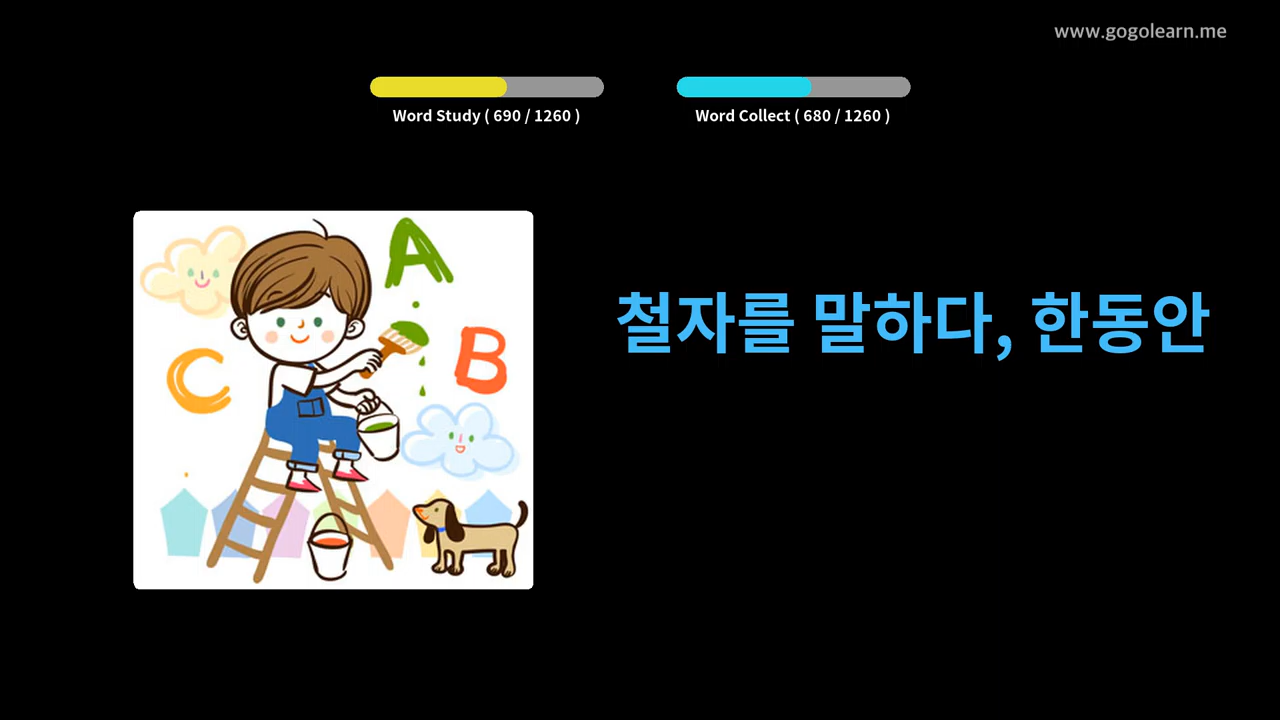 www.gogolearn.me
Word Study ( 690 / 1260 )
Word Collect ( 680 / 1260 )
A
B
C
철자를 말하다, 한동안